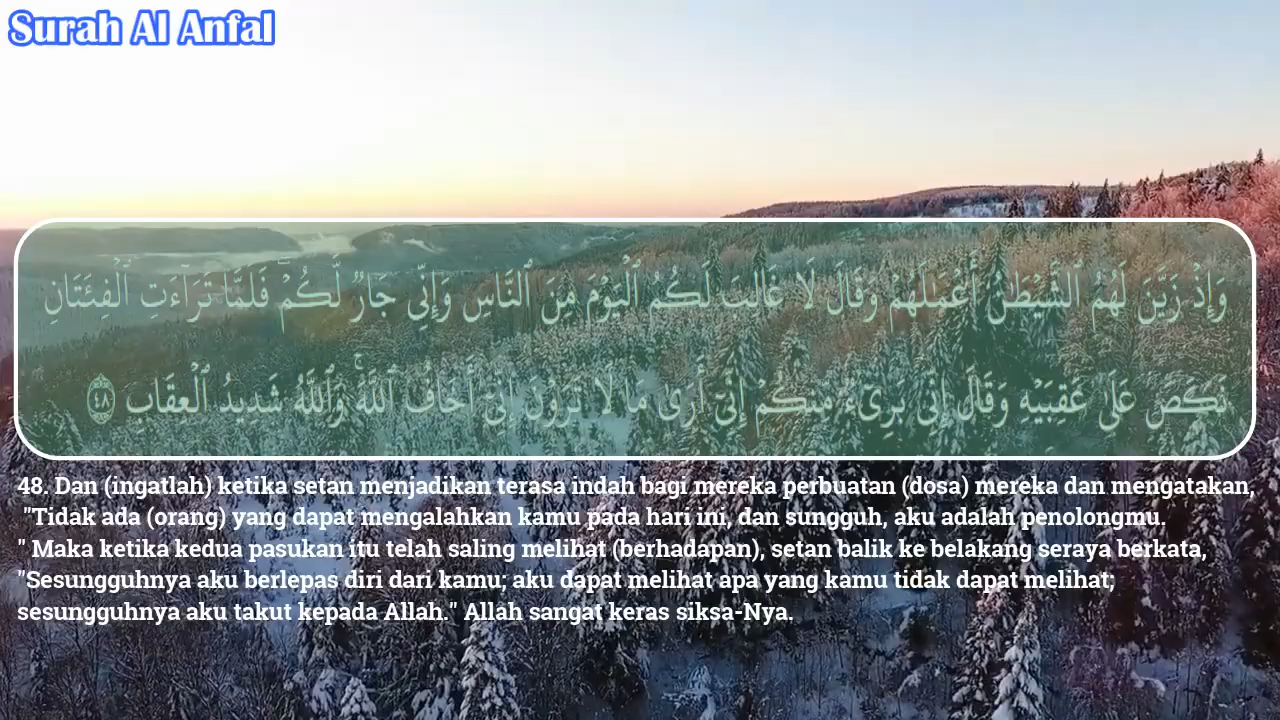 Surah Al Anfal
وَإِذْ زَيَّنَ لَهُمُ ٱلشَّيْطَٰنُ أَعْمَٰلَهُمْ وَقَالَ لَا غَالِبَ لَكُمُ ٱلْيَوْمَ مِنَ ٱلنَّاسِ وَإِنِّى جَارٌ لَّكُمْ ۖ فَلَمَّا تَرَآءَتِ ٱلْفِئَتَانِ
نَكَصَ عَلَىٰ عَقِبَيْهِ وَقَالَ إِنِّى بَرِىٓءٌ مِّنكُمْ إِنِّىٓ أَرَىٰ مَا لَا تَرَوْنَ إِنِّىٓ أَخَافُ ٱللَّهَ ۚ وَٱللَّهُ شَدِيدُ ٱلْعِقَابِ ٤٨
48. Dan (ingatlah) ketika setan menjadikan terasa indah bagi mereka perbuatan (dosa) mereka dan mengatakan,
"Tidak ada (orang) yang dapat mengalahkan kamu pada hari ini, dan sungguh, aku adalah penolongmu.
" Maka ketika kedua pasukan itu telah saling melihat (berhadapan), setan balik ke belakang seraya berkata,
"Sesungguhnya aku berlepas diri dari kamu; aku dapat melihat apa yang kamu tidak dapat melihat;
sesungguhnya aku takut kepada Allah." Allah sangat keras siksa-Nya.